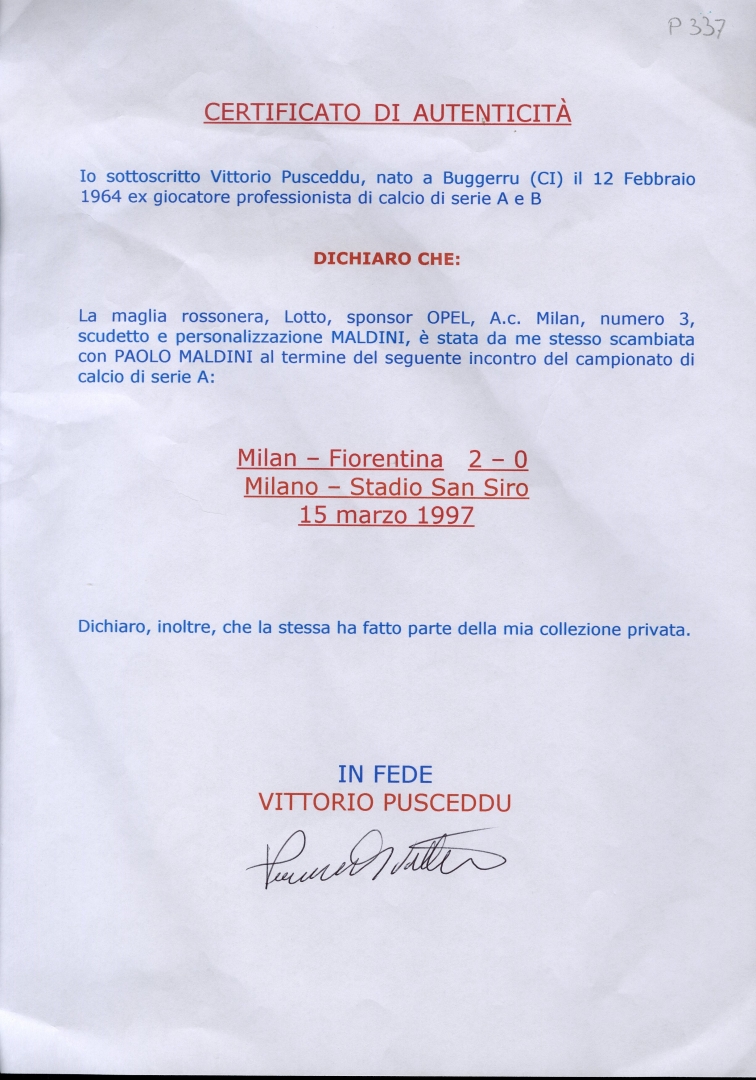 P 337
CERTIFICATO DI AUTENTICITÀ
Io sottoscritto Vittorio Pusceddu, nato a Buggerru (CI) il 12 Febbraio
1964 ex giocatore professionista di calcio di serie A e B
DICHIARO CHE:
La maglia rossonera, Lotto, sponsor OPEL, A.c. Milan, numero 3,
scudetto e personalizzazione MALDINI, è stata da me stesso scambiata
con PAOLO MALDINI al termine del seguente incontro del campionato di
calcio di serie A:
Milan – Fiorentina 2 – 0
Milano – Stadio San Siro
15 marzo 1997
Dichiaro, inoltre, che la stessa ha fatto parte della mia collezione privata.
IN FEDE
VITTORIO PUSCEDDU